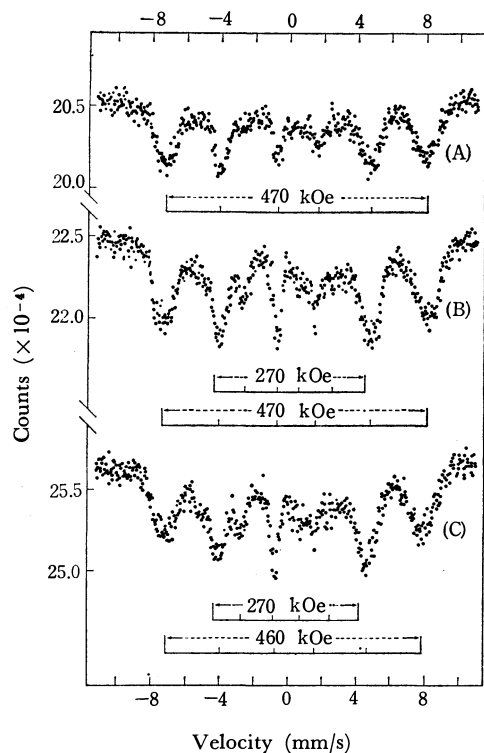 −8 −4 0 4 8
20.5
20.0
(A)
470 kOe
22.5
22.0
(B)
270 kOe
470 kOe
25.5
25.0
(C)
270 kOe
460 kOe
−8 −4 0 4 8
Velocity (mm/s)
Counts (×10⁻⁴)